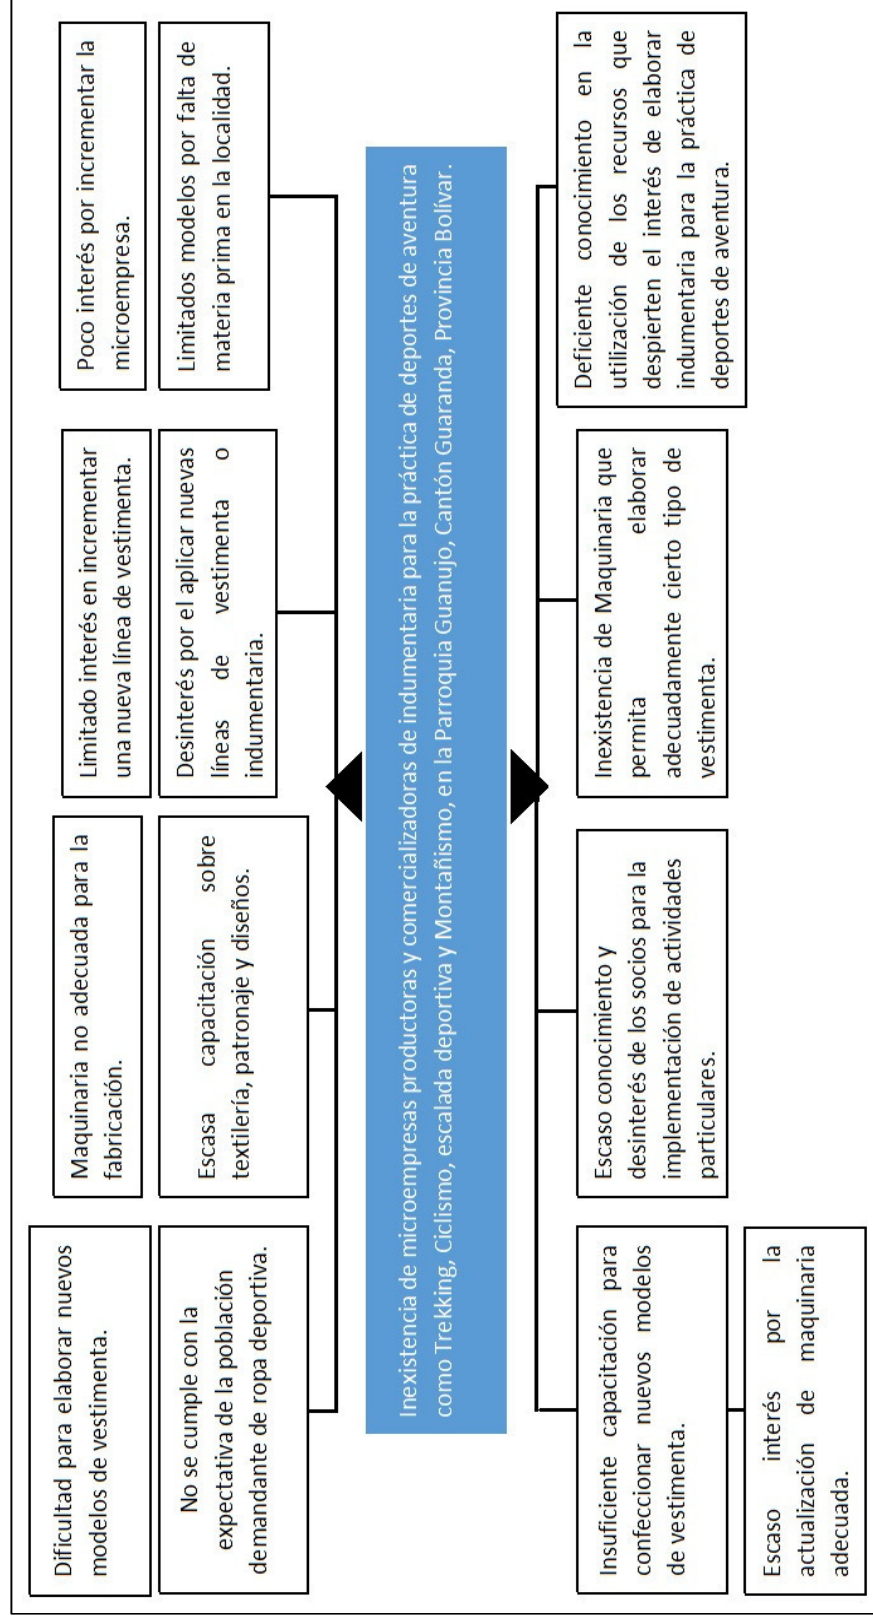 Dificultad para elaborar nuevos
modelos de vestimenta.
Maquinaria no adecuada para la
fabricación.
Limitado interés en incrementar
una nueva línea de vestimenta.
Poco interés por incrementar la
microempresa.
No se cumple con la
expectativa de la población
demandante de ropa deportiva.
Escasa capacitación sobre
textilería, patronaje y diseños.
Desinterés por el aplicar nuevas
líneas de vestimenta o
indumentaria.
Limitados modelos por falta de
materia prima en la localidad.
Inexistencia de microempresas productoras y comercializadoras de indumentaria para la práctica de deportes de aventura
como Trekking, Ciclismo, escalada deportiva y Montañismo, en la Parroquia Guanujo, Cantón Guaranda, Provincia Bolívar.
Insuficiente capacitación para
confeccionar nuevos modelos
de vestimenta.
Escaso conocimiento y
desinterés de los socios para la
implementación de actividades
particulares.
Inexistencia de Maquinaria que
permita elaborar
adecuadamente cierto tipo de
vestimenta.
Deficiente conocimiento en la
utilización de los recursos que
despierten el interés de elaborar
indumentaria para la práctica de
deportes de aventura.
Escaso interés por la
actualización de maquinaria
adecuada.